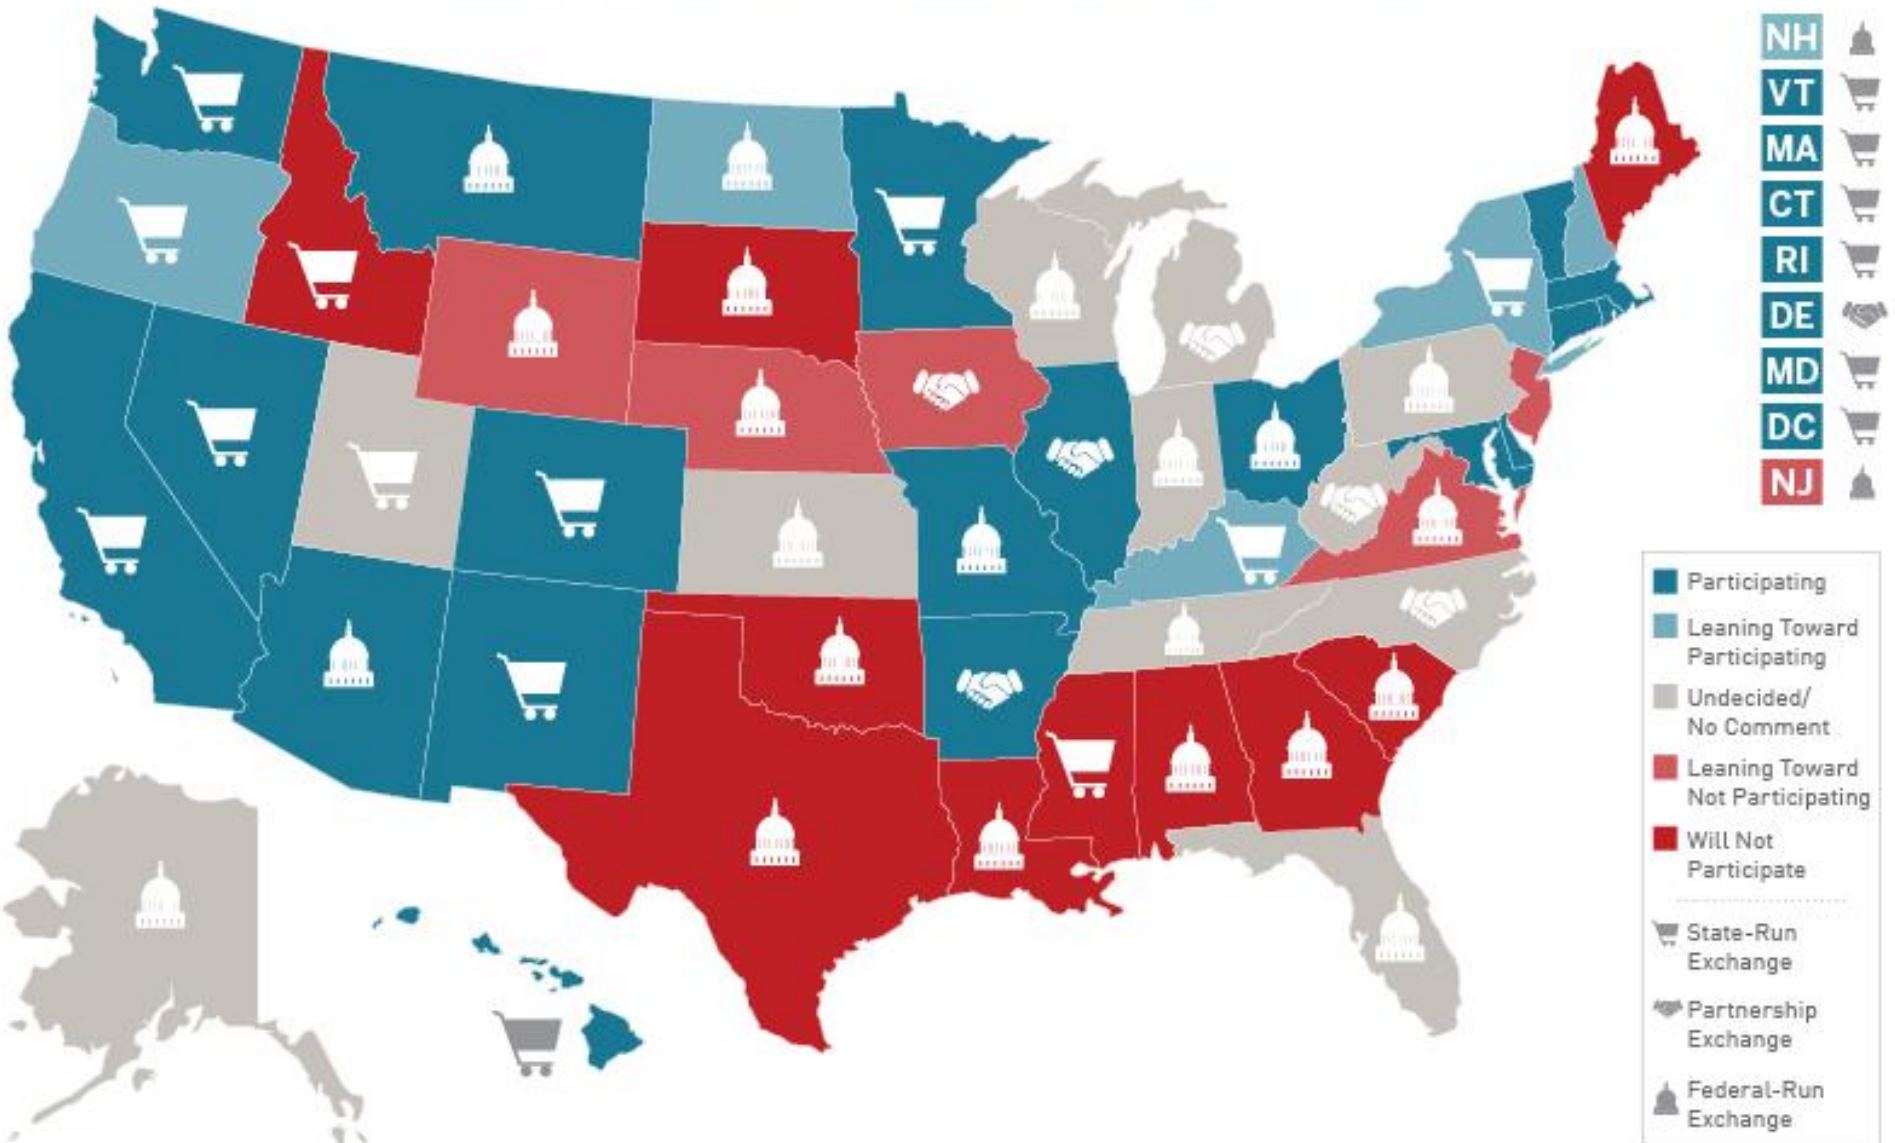 NH
VT
MA
CT
RI
DE
MD
DC
NJ
Participating
Leaning Toward
Participating
Undecided/
No Comment
Leaning Toward
Not Participating
Will Not
Participate
State-Run
Exchange
Partnership
Exchange
Federal-Run
Exchange